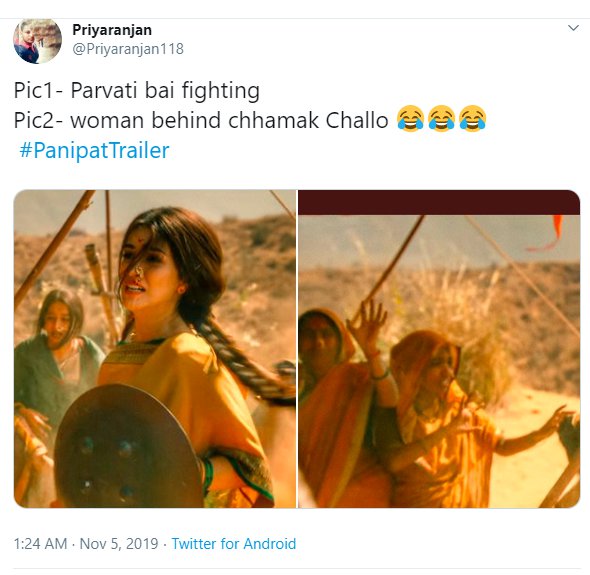 Priyaranjan
@Priyaranjan118
Pic1- Parvati bai fighting
Pic2- woman behind chhamak Challo 😂😂😂
#PanipatTrailer
1:24 AM · Nov 5, 2019 · Twitter for Android